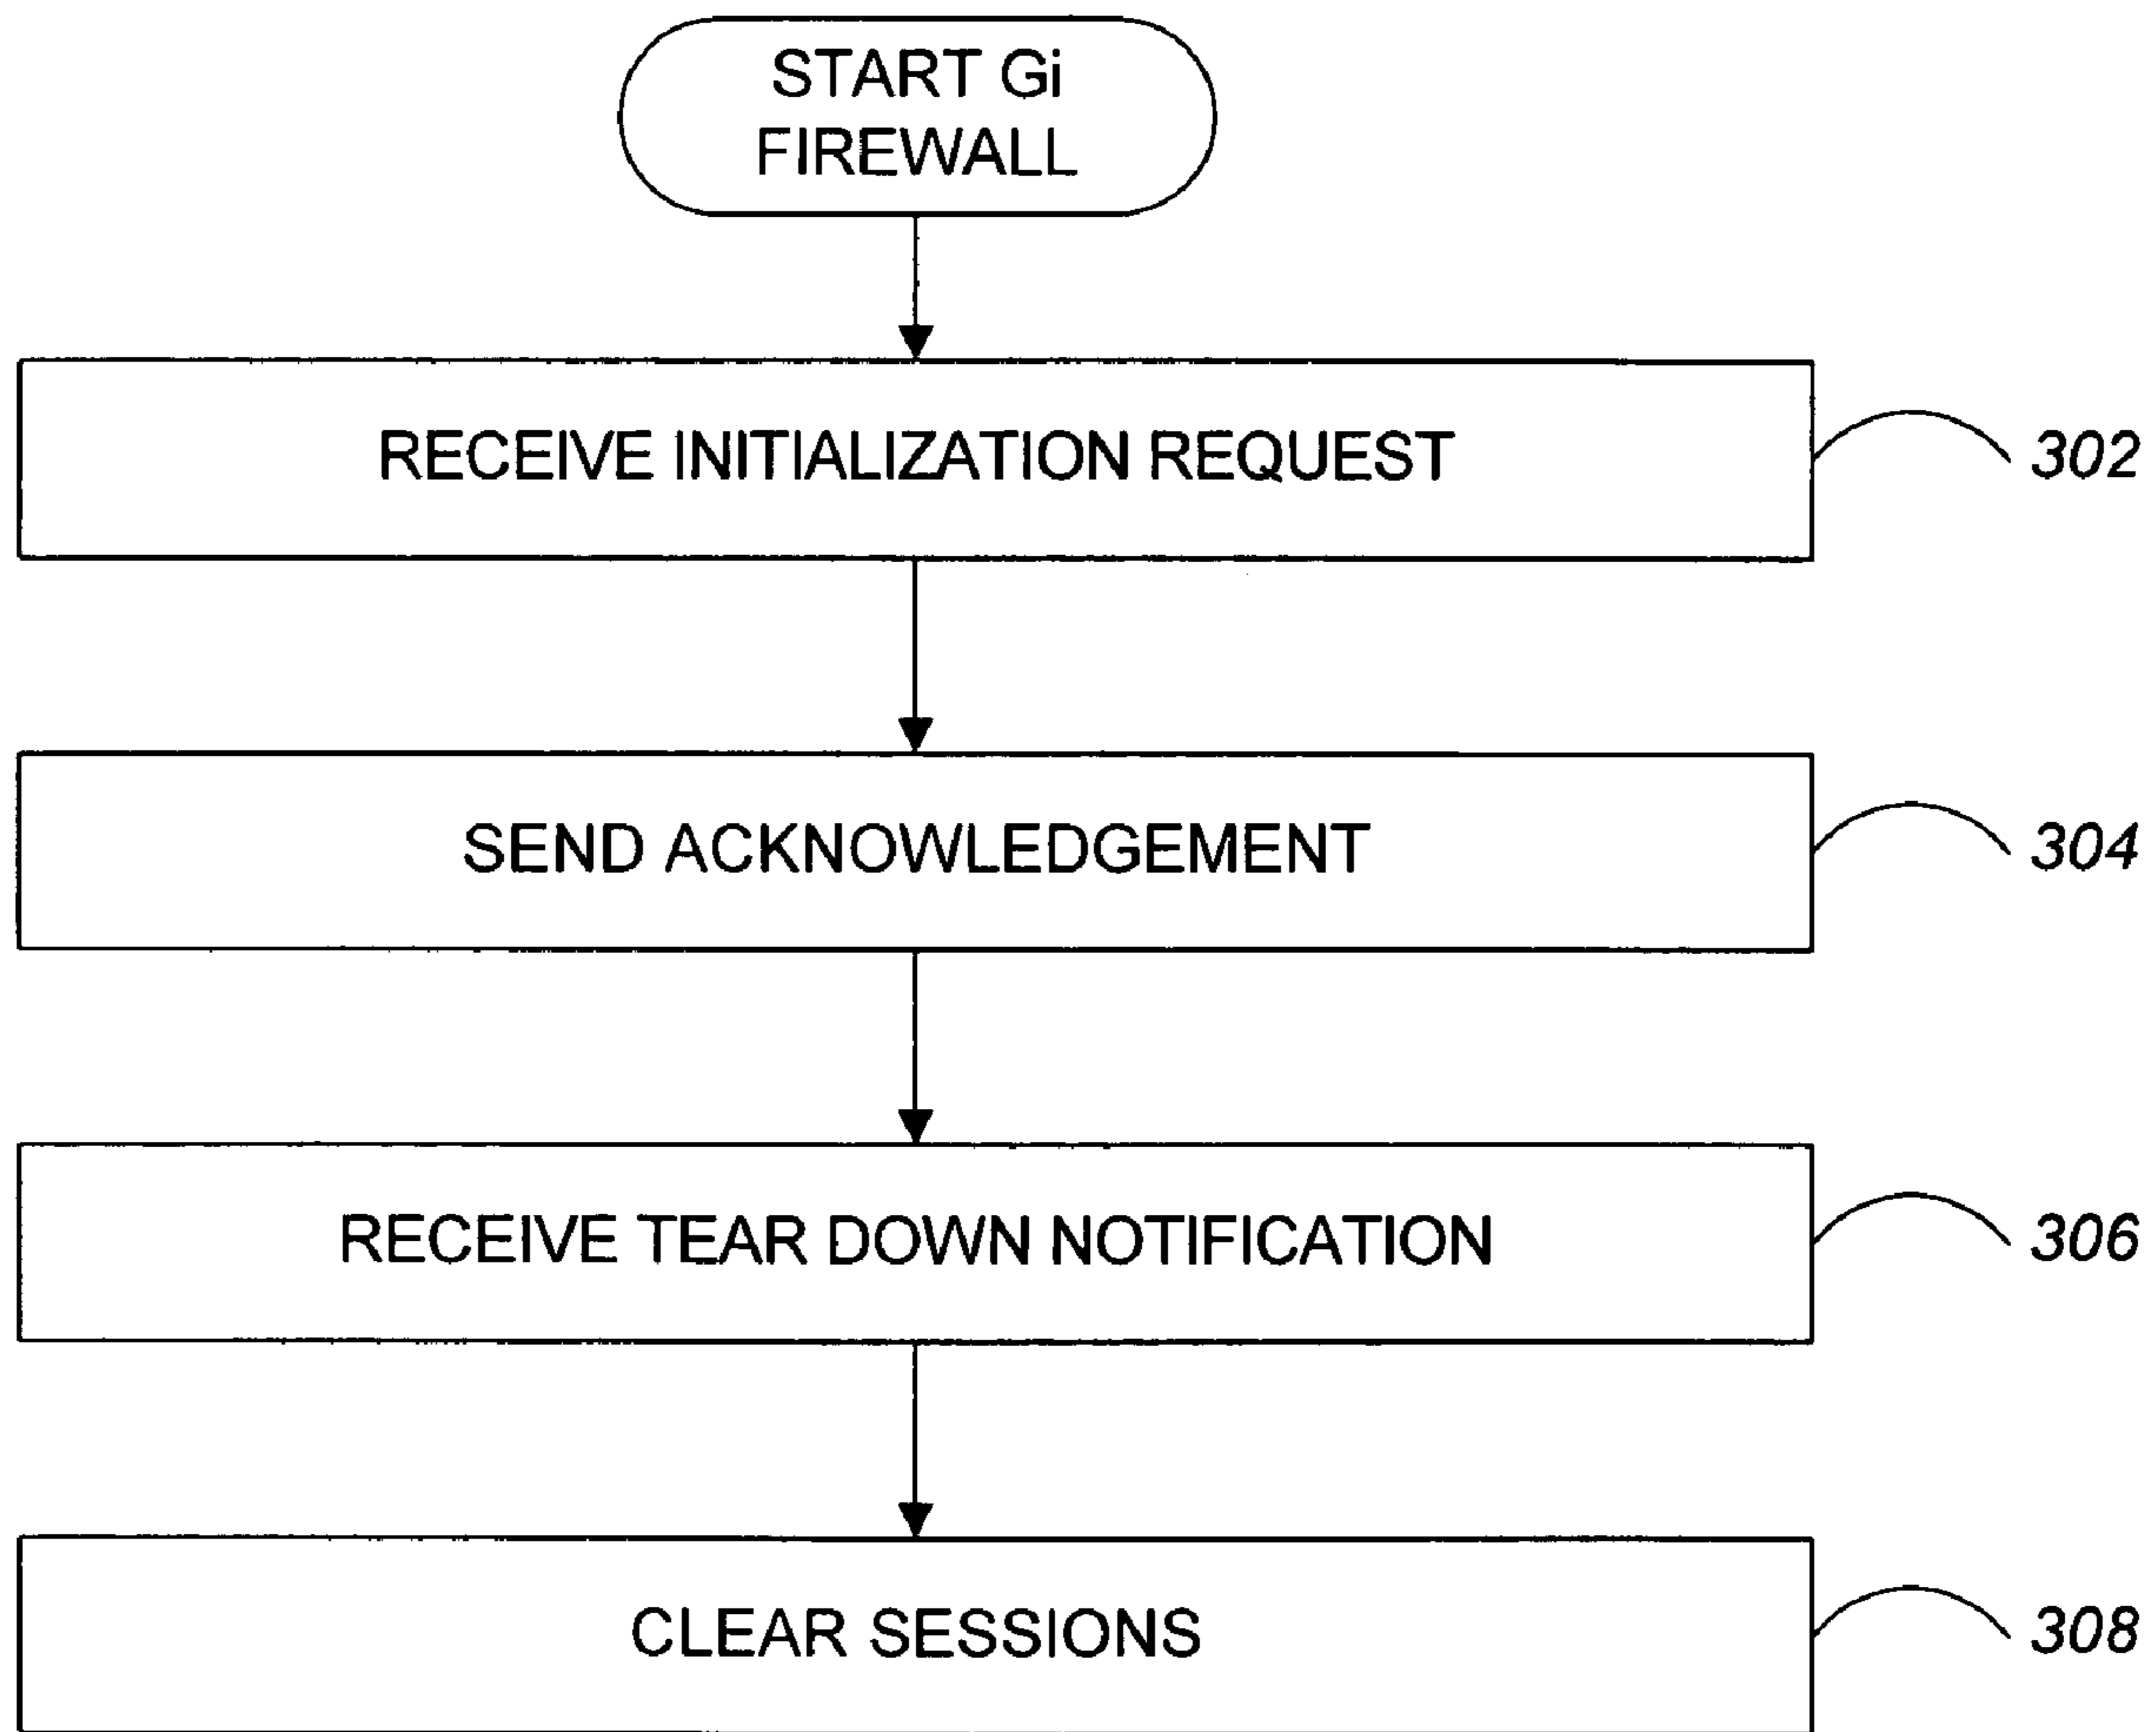 START Gi
FIREWALL
RECEIVE INITIALIZATION REQUEST
302
SEND ACKNOWLEDGEMENT
304
RECEIVE TEAR DOWN NOTIFICATION
306
CLEAR SESSIONS
308